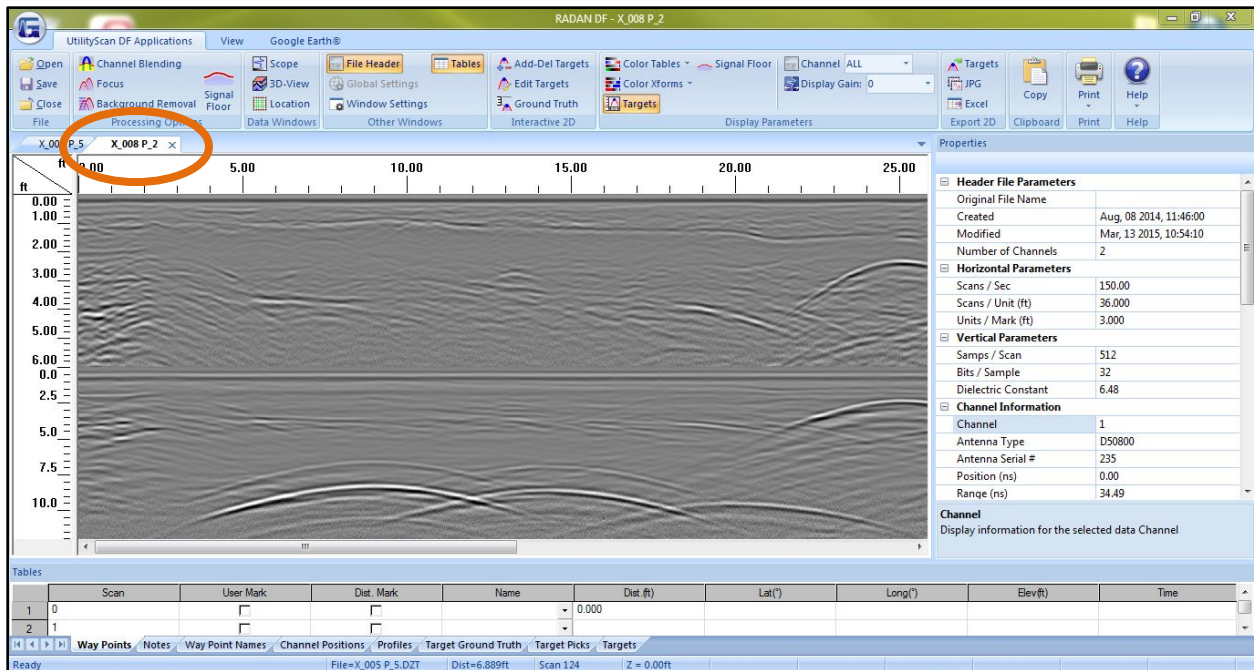 RADAN DF - X_008 P_2
UtilityScan DF Applications View Google Earth®
Open Channel Blending Scope File Header Tables Add-Del Targets Color Tables Signal Floor Channel ALL Targets
Save Focus 3D-View Global Settings Edit Targets Color Xforms Display Gain: 0 JPG
Close Background Removal Signal Floor Location Window Settings Ground Truth Targets Excel Copy Print Help
File Processing Options Data Windows Other Windows Interactive 2D Display Parameters Export 2D Clipboard Print Help
P_5 X_008 P_2 x Properties
ft 0.00 5.00 10.00 15.00 20.00 25.00
ft
0.00
1.00
2.00
3.00
4.00
5.00
6.00
0.0
2.5
5.0
7.5
10.0
Header File Parameters
Original File Name
Created Aug, 08 2014, 11:46:00
Modified Mar, 13 2015, 10:54:10
Number of Channels 2
Horizontal Parameters
Scans / Sec 150.00
Scans / Unit (ft) 36.000
Units / Mark (ft) 3.000
Vertical Parameters
Samps / Scan 512
Bits / Sample 32
Dielectric Constant 6.48
Channel Information
Channel 1
Antenna Type D50800
Antenna Serial # 235
Position (ns) 0.00
Range (ns) 34.49
Channel
Display information for the selected data Channel
Tables
Scan User Mark Dist. Mark Name Dist.(ft) Lat(°) Long(°) Elev(ft) Time
1 0 0.000
2 1
Way Points Notes Way Point Names Channel Positions Profiles Target Ground Truth Target Picks Targets
Ready File=X_005 P_5.DZT Dist=6.889ft Scan 124 Z = 0.00ft